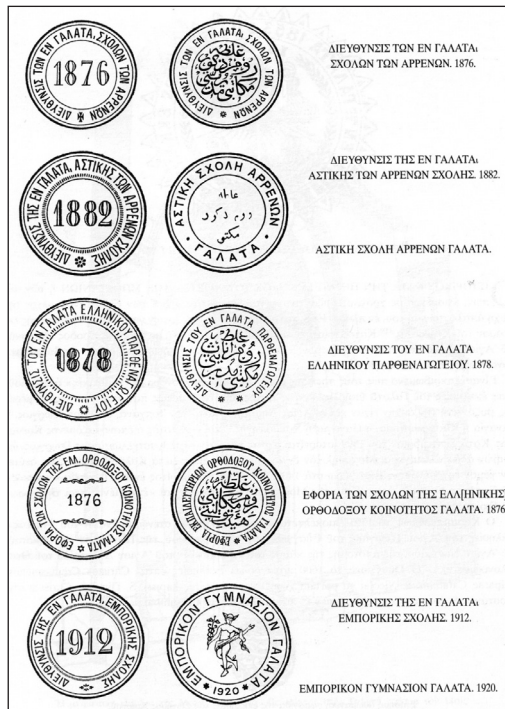 ΔΙΕΥΘΥΝΣΙΣ ΤΩΝ ΕΝ ΓΑΛΑΤΑι ΣΧΟΛΩΝ ΤΩΝ ΑΡΡΕΝΩΝ
1876
ΔΙΕΥΘΥΝΣΙΣ ΤΩΝ ΕΝ ΓΑΛΑΤΑ, ΣΧΟΛΩΝ ΤΩΝ ΑΡΡΕΝΩΝ
ΔΙΕΥΘΥΝΣΙΣ ΤΩΝ ΕΝ ΓΑΛΑΤΑι
ΣΧΟΛΩΝ ΤΩΝ ΑΡΡΕΝΩΝ. 1876.
ΔΙΕΥΘΥΝΣΙΣ ΤΗΣ ΕΝ ΓΑΛΑΤΑ, ΑΣΤΙΚΗΣ ΤΩΝ ΑΡΡΕΝΩΝ ΣΧΟΛΗΣ
1882
ΑΣΤΙΚΗ ΣΧΟΛΗ ΑΡΡΕΝΩΝ
ΓΑΛΑΤΑ
ΔΙΕΥΘΥΝΣΙΣ ΤΗΣ ΕΝ ΓΑΛΑΤΑι
ΑΣΤΙΚΗΣ ΤΩΝ ΑΡΡΕΝΩΝ ΣΧΟΛΗΣ. 1882.
ΑΣΤΙΚΗ ΣΧΟΛΗ ΑΡΡΕΝΩΝ ΓΑΛΑΤΑ.
ΔΙΕΥΘΥΝΣΙΣ ΤΟΥ ΕΝ ΓΑΛΑΤΑ ΕΛΛΗΝΙΚΟΥ ΠΑΡΘΕΝΑΓΩΓΕΙΟΥ
1878
ΔΙΕΥΘΥΝΣΙΣ ΤΟΥ ΕΝ ΓΑΛΑΤΑ ΠΑΡΘΕΝΑΓΩΓΕΙΟΥ
ΔΙΕΥΘΥΝΣΙΣ ΤΟΥ ΕΝ ΓΑΛΑΤΑ
ΕΛΛΗΝΙΚΟΥ ΠΑΡΘΕΝΑΓΩΓΕΙΟΥ. 1878.
ΕΦΟΡΙΑ ΤΩΝ ΣΧΟΛΩΝ ΤΗΣ ΕΛΛ. ΟΡΘΟΔΟΞΟΥ ΚΟΙΝΟΤΗΤΟΣ ΓΑΛΑΤΑ
1876
ΕΦΟΡΙΑ ΕΚΠΑΙΔΕΥΤΗΡΙΩΝ ΟΡΘΟΔΟΞΟΥ ΚΟΙΝΟΤΗΤΟΣ ΓΑΛΑΤΑ
ΕΦΟΡΙΑ ΤΩΝ ΣΧΟΛΩΝ ΤΗΣ ΕΛΛ[ΗΝΙΚΗΣ]
ΟΡΘΟΔΟΞΟΥ ΚΟΙΝΟΤΗΤΟΣ ΓΑΛΑΤΑ. 1876
ΔΙΕΥΘΥΝΣΙΣ ΤΗΣ ΕΝ ΓΑΛΑΤΑ, ΕΜΠΟΡΙΚΗΣ ΣΧΟΛΗΣ
1912
ΕΜΠΟΡΙΚΟΝ ΓΥΜΝΑΣΙΟΝ ΓΑΛΑΤΑ
1920
ΔΙΕΥΘΥΝΣΙΣ ΤΗΣ ΕΝ ΓΑΛΑΤΑι
ΕΜΠΟΡΙΚΗΣ ΣΧΟΛΗΣ. 1912.
ΕΜΠΟΡΙΚΟΝ ΓΥΜΝΑΣΙΟΝ ΓΑΛΑΤΑ. 1920.